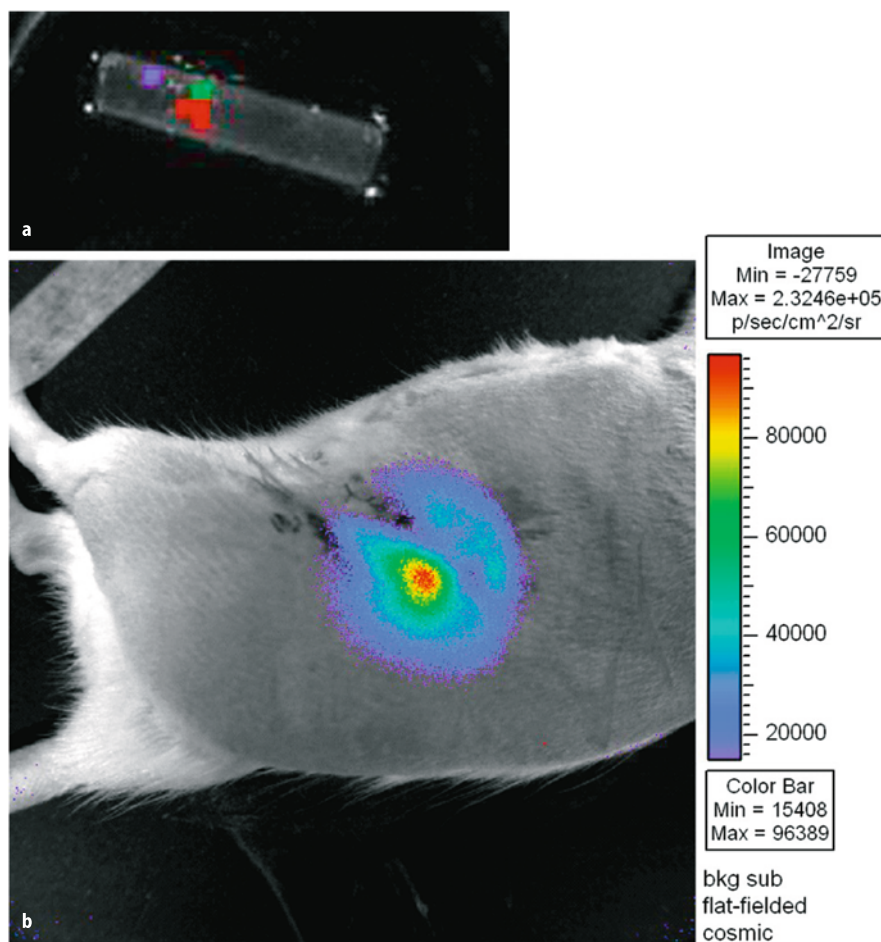 a
Image
Min = -27759
Max = 2.3246e+05
p/sec/cm^2/sr
80000
60000
40000
20000
Color Bar
Min = 15408
Max = 96389
bkg sub
flat-fielded
cosmic
b